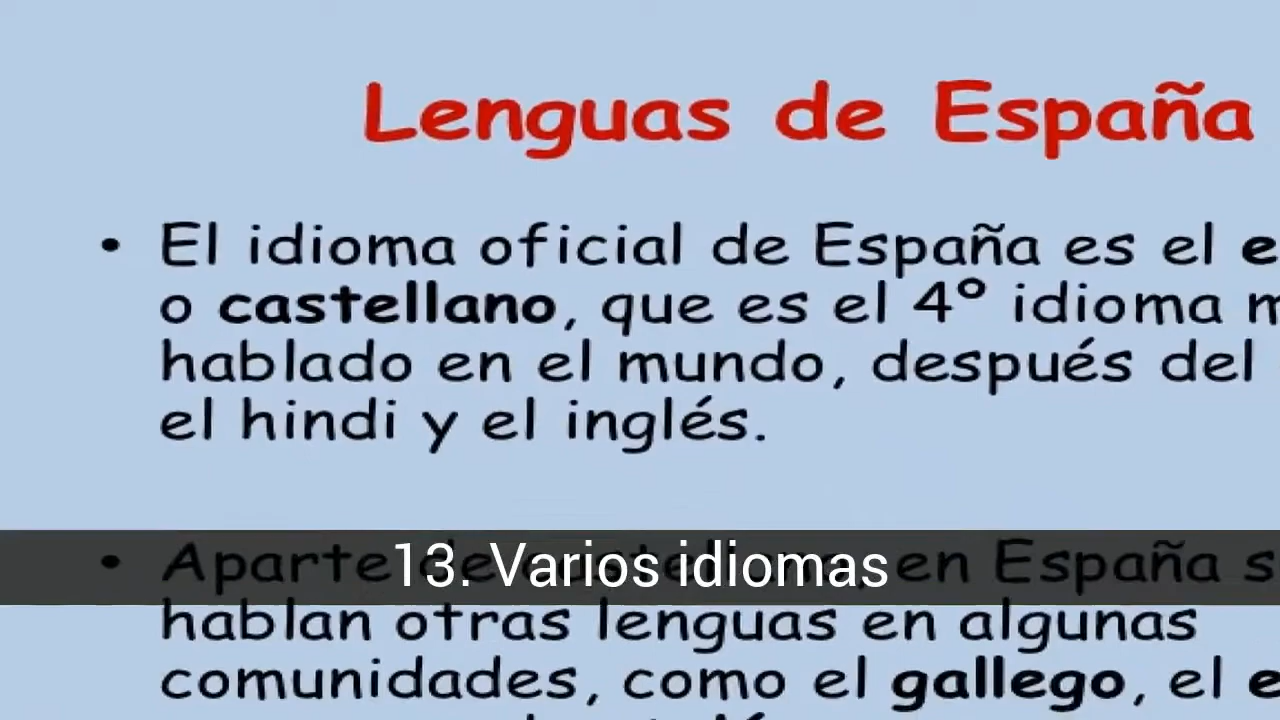 Lenguas de España
• El idioma oficial de España es el
o castellano, que es el 4º idioma
hablado en el mundo, después del
el hindi y el inglés.
• Aparte de en España
13. Varios idiomas
hablan otras lenguas en algunas
comunidades, como el gallego, el